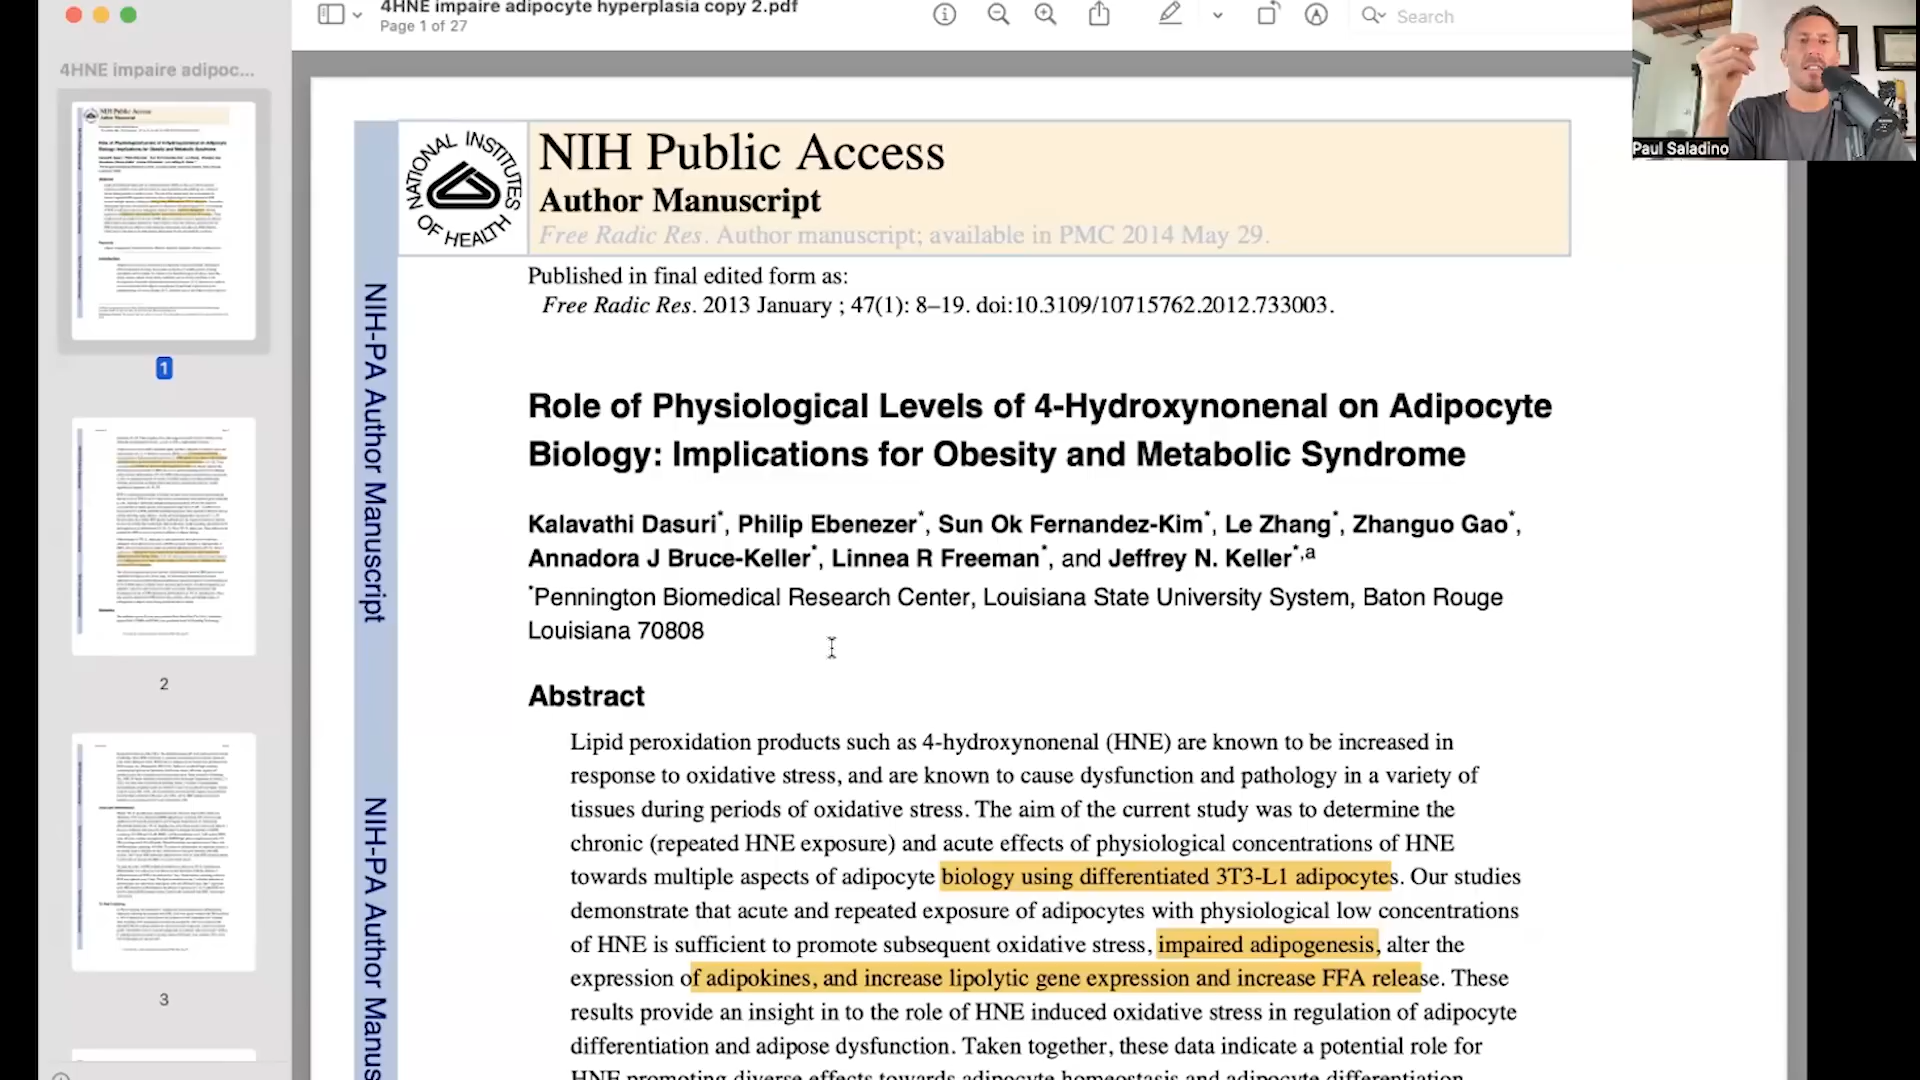 4HNE impaire adipocyte hyperplasia copy 2.pdf
Page 1 of 27
Search
4HNE impaire adipoc...
1
2
3
Paul Saladino
NATIONAL INSTITUTES OF HEALTH
NIH Public Access
Author Manuscript
Free Radic Res. Author manuscript; available in PMC 2014 May 29.
Published in final edited form as:
Free Radic Res. 2013 January ; 47(1): 8–19. doi:10.3109/10715762.2012.733003.
NIH-PA Author Manuscript
NIH-PA Author Manus
Role of Physiological Levels of 4-Hydroxynonenal on Adipocyte
Biology: Implications for Obesity and Metabolic Syndrome
Kalavathi Dasuri*, Philip Ebenezer*, Sun Ok Fernandez-Kim*, Le Zhang*, Zhanguo Gao*,
Annadora J Bruce-Keller*, Linnea R Freeman*, and Jeffrey N. Keller*,a
*Pennington Biomedical Research Center, Louisiana State University System, Baton Rouge
Louisiana 70808
Abstract
Lipid peroxidation products such as 4-hydroxynonenal (HNE) are known to be increased in
response to oxidative stress, and are known to cause dysfunction and pathology in a variety of
tissues during periods of oxidative stress. The aim of the current study was to determine the
chronic (repeated HNE exposure) and acute effects of physiological concentrations of HNE
towards multiple aspects of adipocyte biology using differentiated 3T3-L1 adipocytes. Our studies
demonstrate that acute and repeated exposure of adipocytes with physiological low concentrations
of HNE is sufficient to promote subsequent oxidative stress, impaired adipogenesis, alter the
expression of adipokines, and increase lipolytic gene expression and increase FFA release. These
results provide an insight in to the role of HNE induced oxidative stress in regulation of adipocyte
differentiation and adipose dysfunction. Taken together, these data indicate a potential role for
HNE promoting diverse effects towards adipocyte homeostasis and adipocyte differentiation.